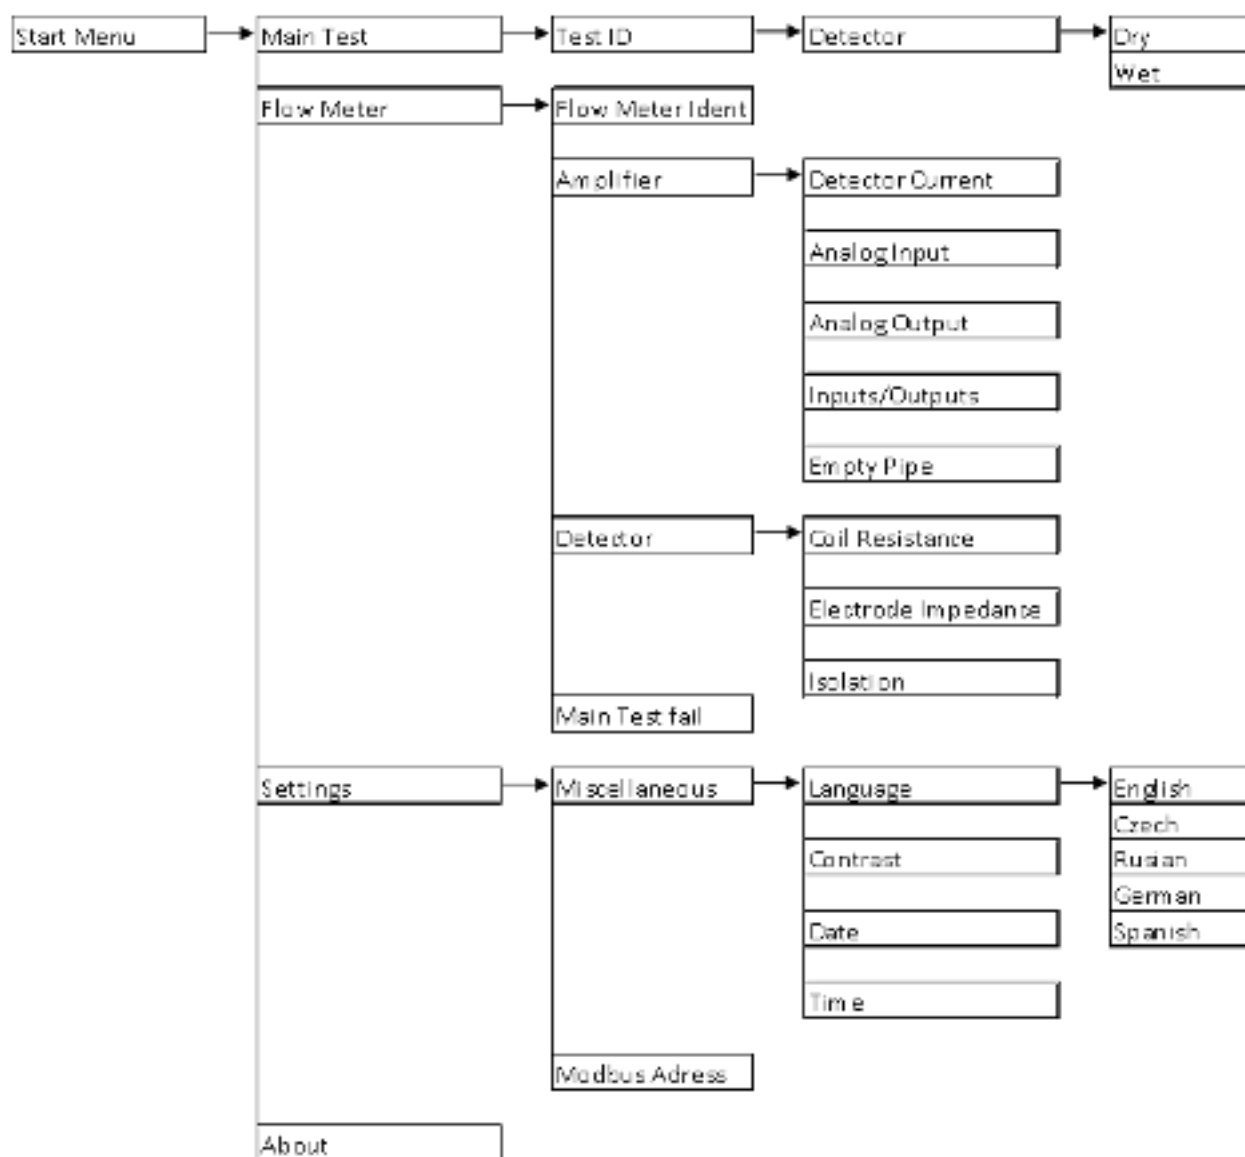 Start Menu
Main Test
Test ID
Detector
Dry
Wet
Flow Meter
Flow Meter Ident
Amplifier
Detector Current
Analog Input
Analog Output
Inputs/Outputs
Empty Pipe
Detector
Coil Resistance
Electrode Impedance
Isolation
Main Test fail
Settings
Miscellaneous
Language
English
Czech
Rusian
German
Spanish
Contrast
Date
Time
Modbus Adress
About